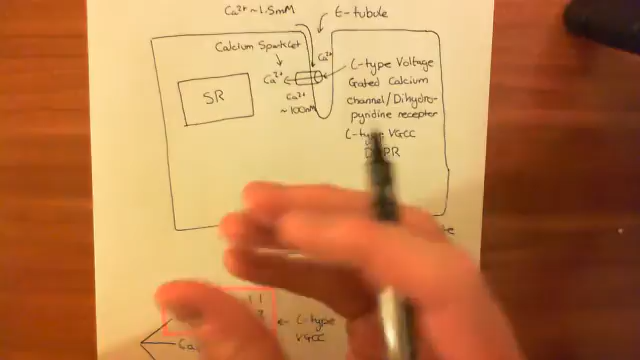 Ca²⁺ ~1.5mM
t-tubule
Calcium Sparklet
Ca²⁺
Ca²⁺
L-type Voltage
Gated Calcium
channel/Dihydro-
pyridine receptor
L-type VGCC
SR
Ca²⁺
~100nM
L-type
VGCC